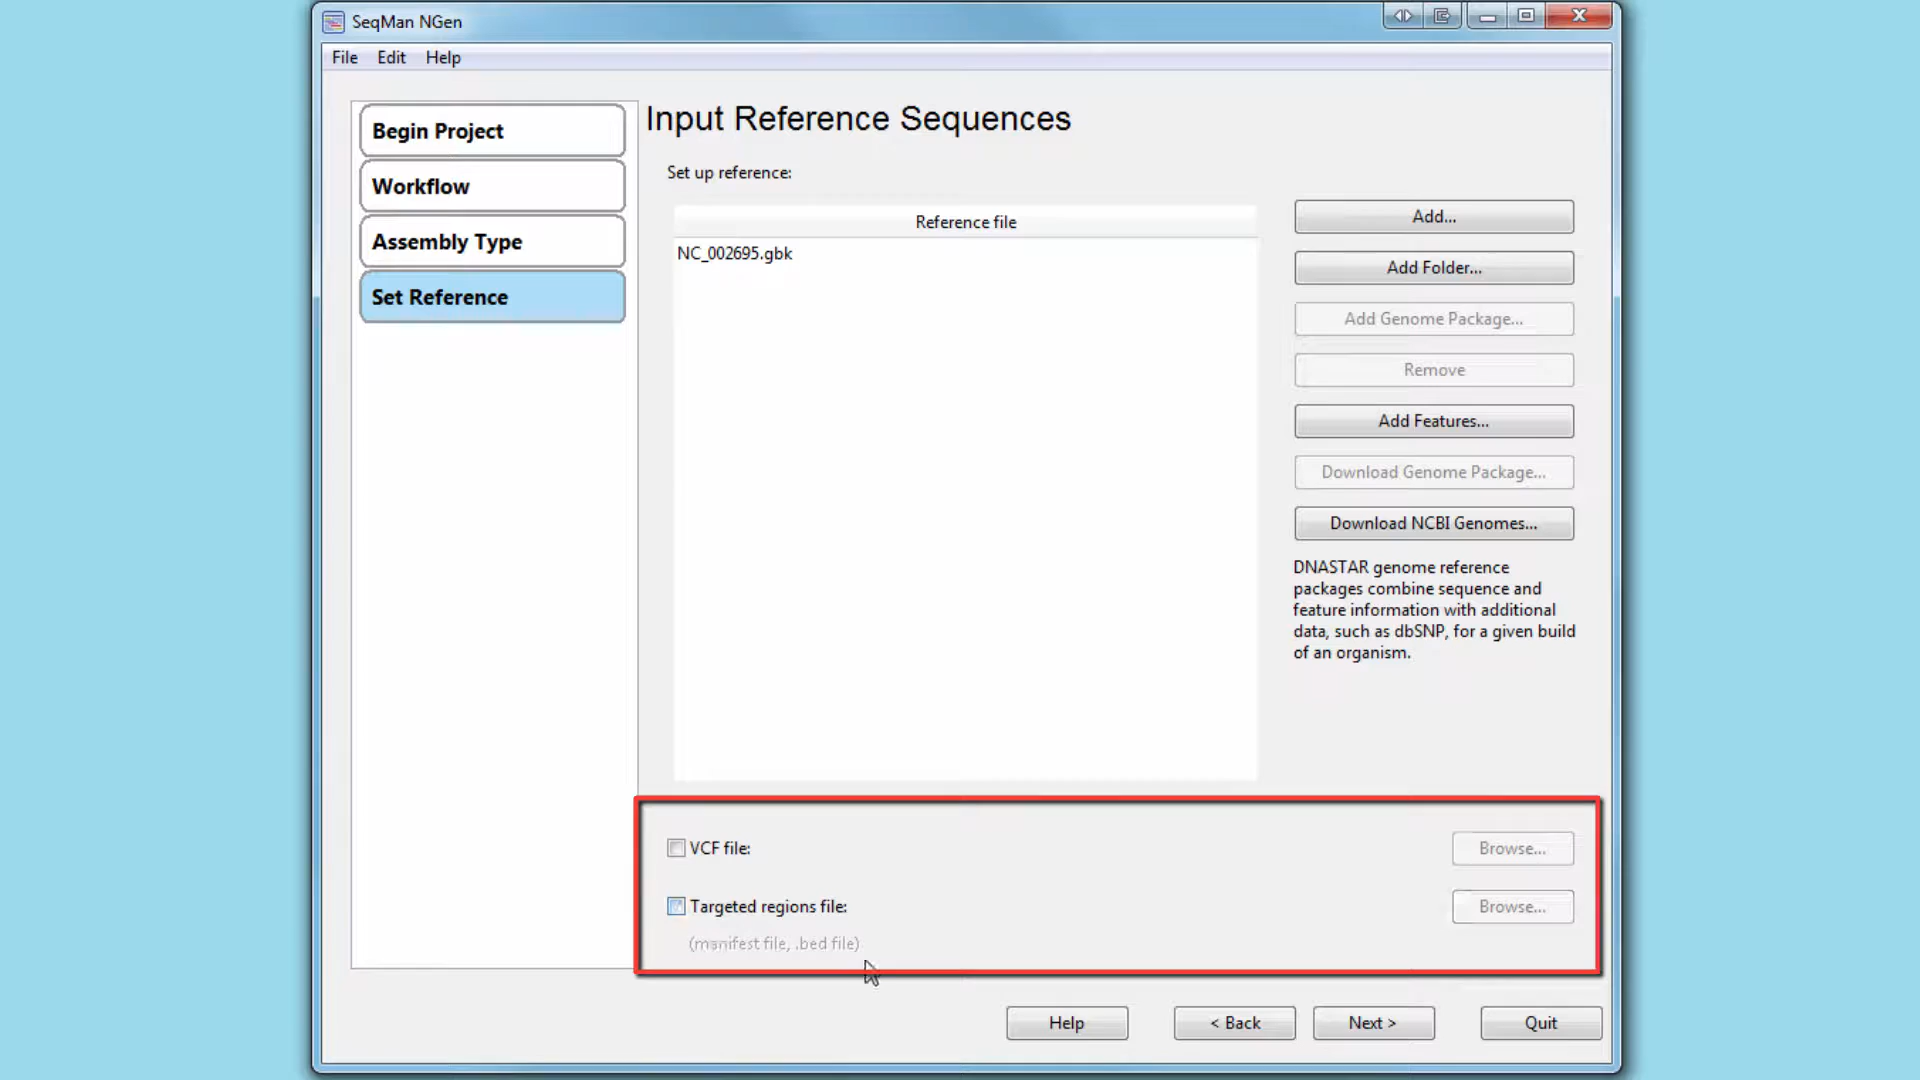 SeqMan NGen
File Edit Help
Begin Project
Workflow
Assembly Type
Set Reference
Input Reference Sequences
Set up reference:
Reference file
NC_002695.gbk
Add...
Add Folder...
Add Genome Package...
Remove
Add Features...
Download Genome Package...
Download NCBI Genomes...
DNASTAR genome reference
packages combine sequence and
feature information with additional
data, such as dbSNP, for a given build
of an organism.
VCF file:
Browse...
Targeted regions file:
Browse...
(manifest file, .bed file)
Help
< Back
Next >
Quit